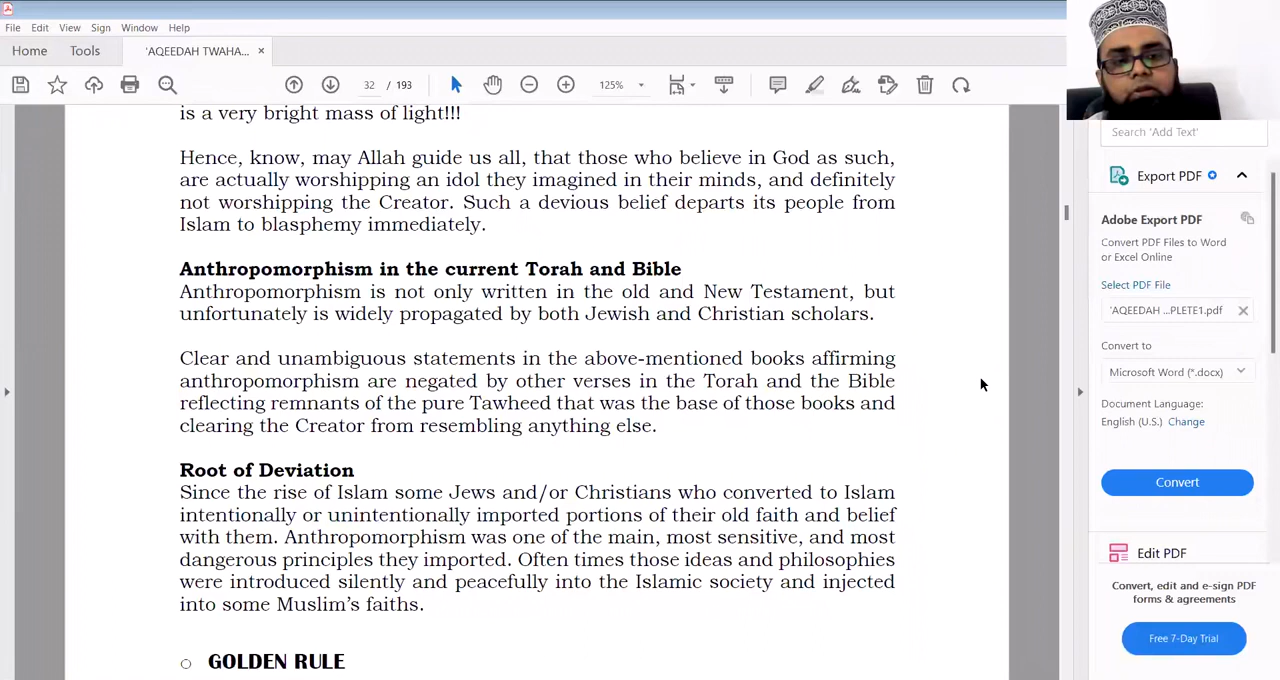 File Edit View Sign Window Help
Home Tools 'AQEEDAH TWAHA... ×
32 / 193 125%
Search 'Add Text'
is a very bright mass of light!!!
Hence, know, may Allah guide us all, that those who believe in God as such,
are actually worshipping an idol they imagined in their minds, and definitely
not worshipping the Creator. Such a devious belief departs its people from
Islam to blasphemy immediately.
Anthropomorphism in the current Torah and Bible
Anthropomorphism is not only written in the old and New Testament, but
unfortunately is widely propagated by both Jewish and Christian scholars.
Clear and unambiguous statements in the above-mentioned books affirming
anthropomorphism are negated by other verses in the Torah and the Bible
reflecting remnants of the pure Tawheed that was the base of those books and
clearing the Creator from resembling anything else.
Root of Deviation
Since the rise of Islam some Jews and/or Christians who converted to Islam
intentionally or unintentionally imported portions of their old faith and belief
with them. Anthropomorphism was one of the main, most sensitive, and most
dangerous principles they imported. Often times those ideas and philosophies
were introduced silently and peacefully into the Islamic society and injected
into some Muslim's faiths.
○ GOLDEN RULE
Export PDF
Adobe Export PDF
Convert PDF Files to Word
or Excel Online
Select PDF File
'AQEEDAH ...PLETE1.pdf
Convert to
Microsoft Word (*.docx)
Document Language:
English (U.S.) Change
Convert
Edit PDF
Convert, edit and e-sign PDF
forms & agreements
Free 7-Day Trial